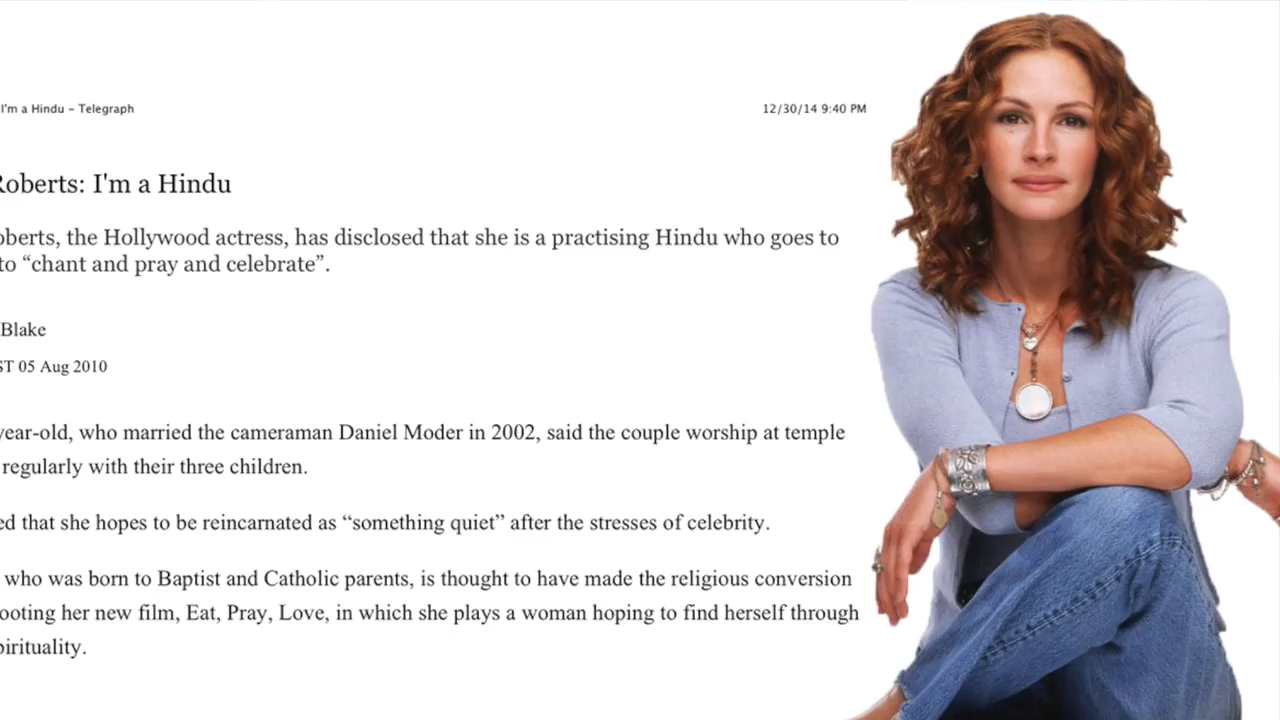 I'm a Hindu – Telegraph 12/30/14 9:40 PM
Roberts: I'm a Hindu
oberts, the Hollywood actress, has disclosed that she is a practising Hindu who goes to
to “chant and pray and celebrate”.
Blake
ST 05 Aug 2010
year-old, who married the cameraman Daniel Moder in 2002, said the couple worship at temple
regularly with their three children.
ed that she hopes to be reincarnated as “something quiet” after the stresses of celebrity.
who was born to Baptist and Catholic parents, is thought to have made the religious conversion
ooting her new film, Eat, Pray, Love, in which she plays a woman hoping to find herself through
pirituality.